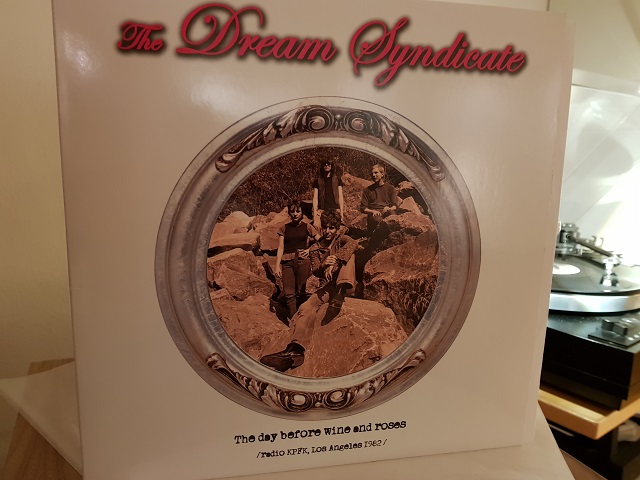 The Dream Syndicate
The day before wine and roses
/radio KPFK, Los Angeles 1982/